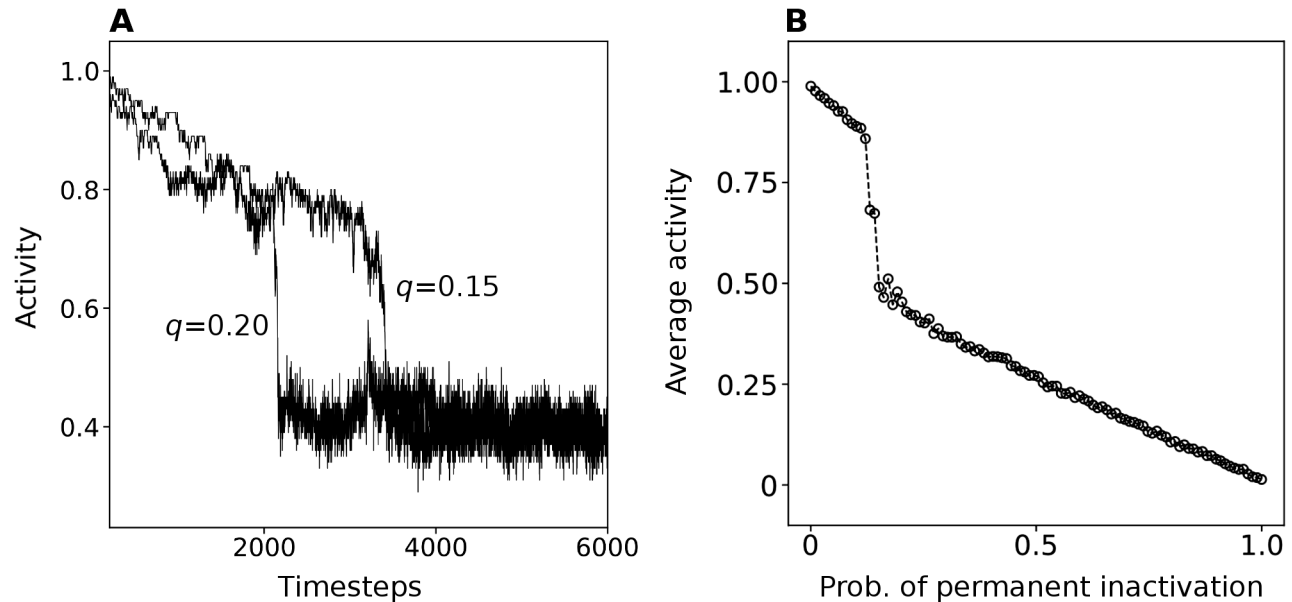 A
1.0
0.8
0.6
0.4
Activity
q=0.20
q=0.15
2000
4000
6000
Timesteps
B
1.00
0.75
0.50
0.25
0
Average activity
0
0.5
1.0
Prob. of permanent inactivation